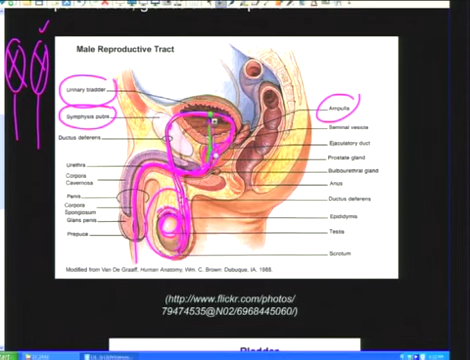 Male Reproductive Tract
Urinary bladder
Symphysis pubis
Ductus deferens
Urethra
Corpora
Cavernosa
Penis
Corpora
Spongiosum
Glans penis
Prepuce
Ampulla
Seminal vesicle
Ejaculatory duct
Prostate gland
Bulbourethral gland
Anus
Ductus deferens
Epididymis
Testis
Scrotum
Modified from Van De Graaff, Human Anatomy, Wm. C. Brown: Dubuque, IA. 1988.
(http://www.flickr.com/photos/
79474535@N02/6968445060/)